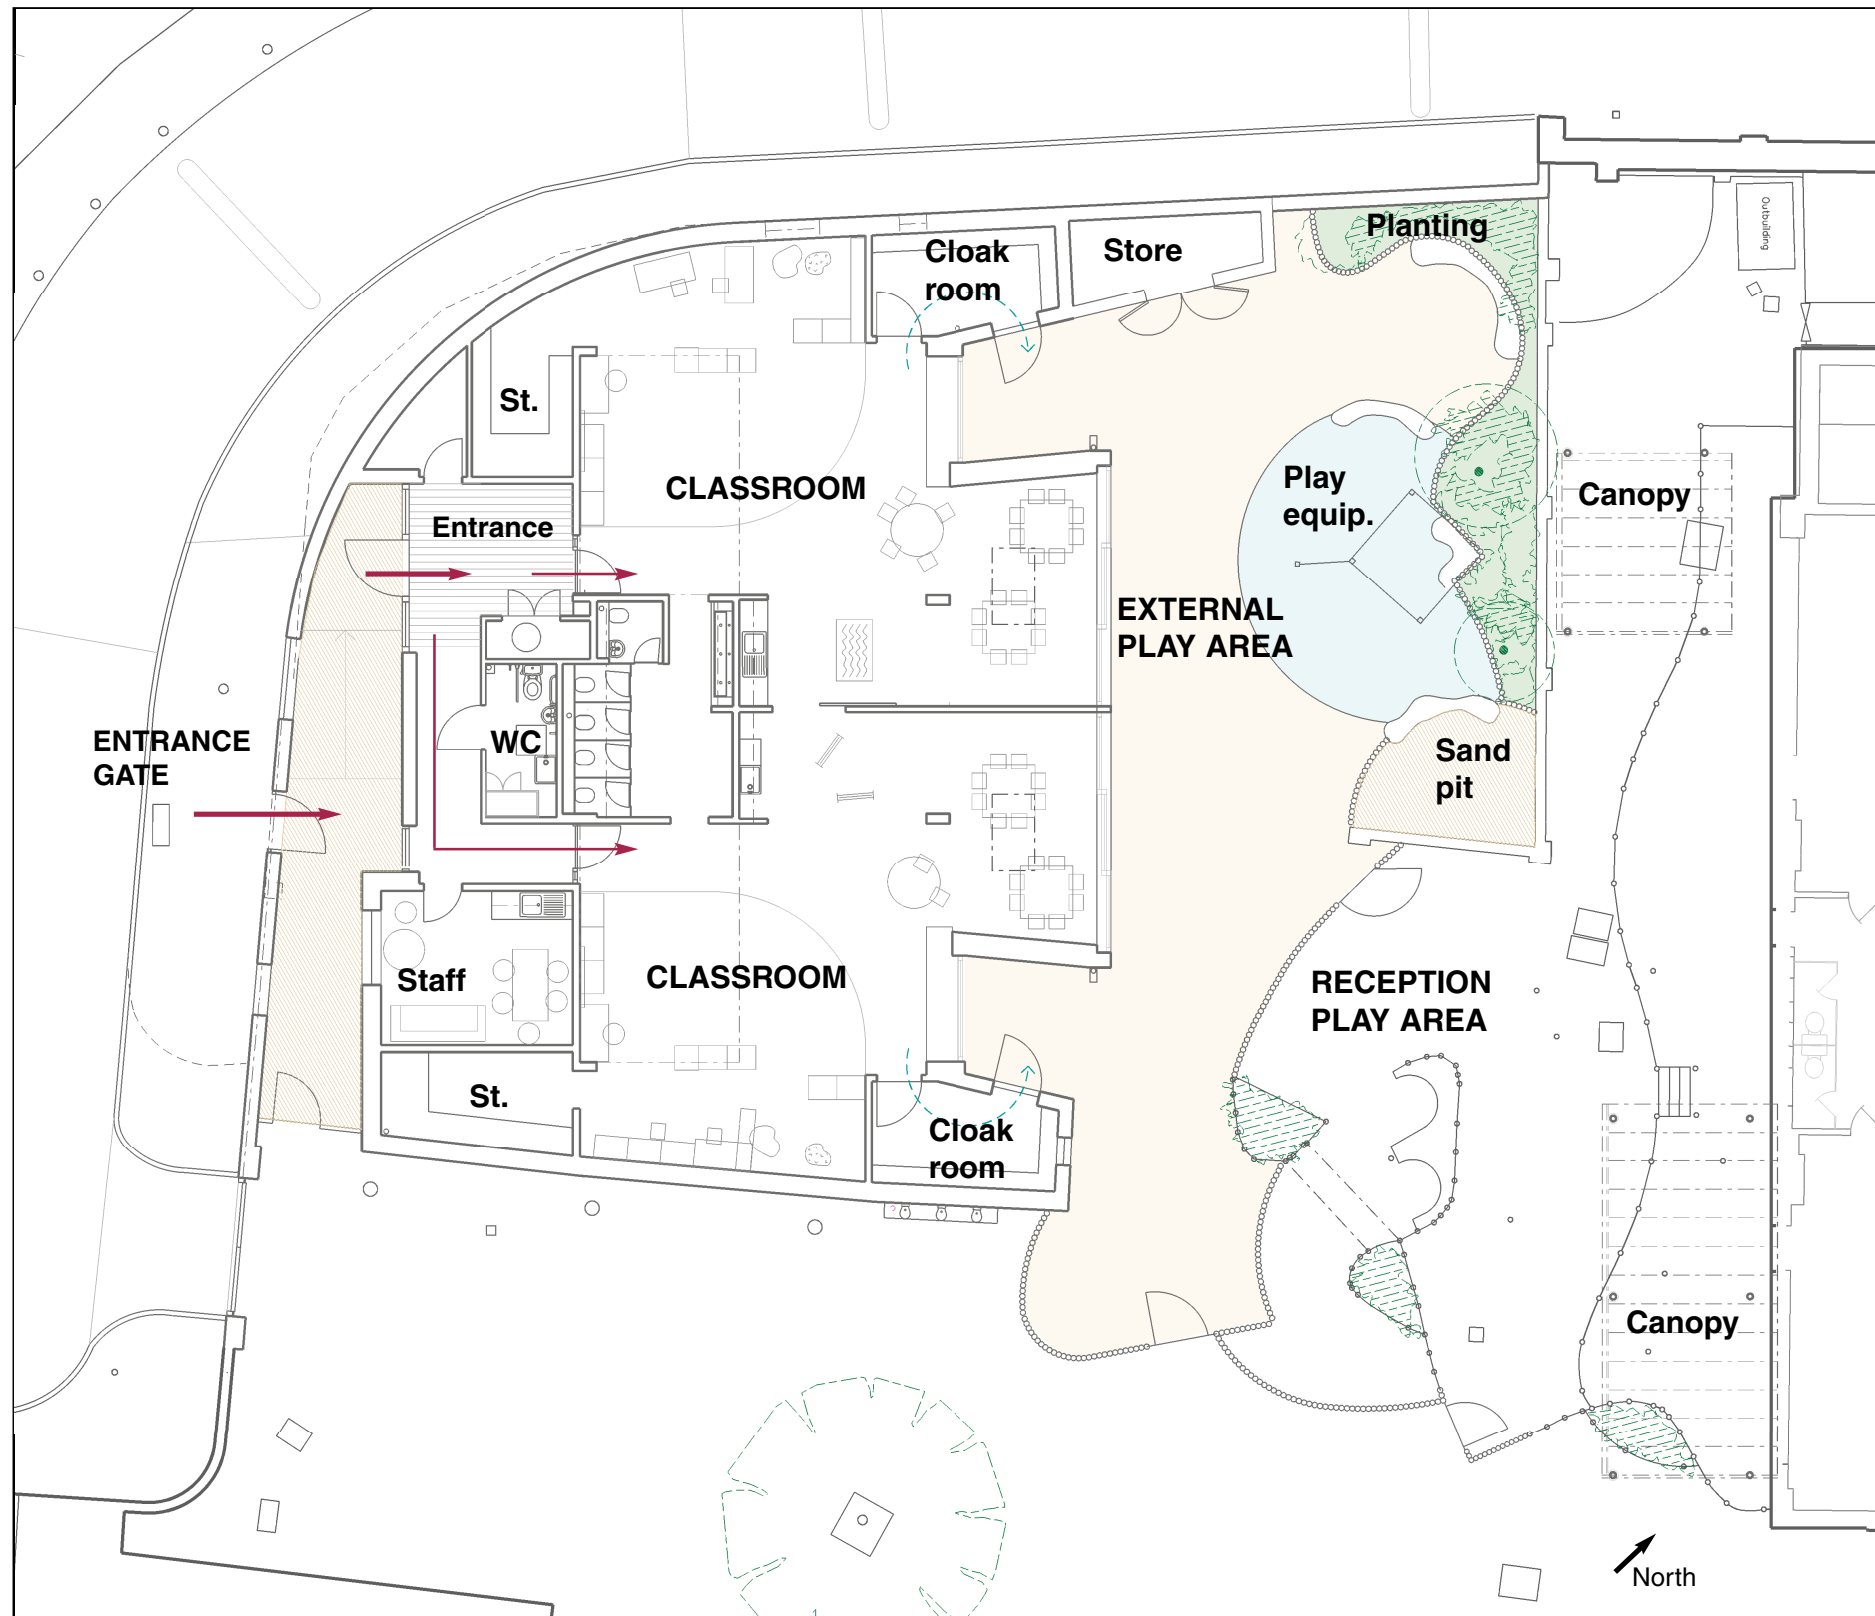 Planting
Cloak
room
Store
Outbuilding
St.
CLASSROOM
Entrance
Play
equip.
Canopy
EXTERNAL
PLAY AREA
ENTRANCE
GATE
WC
Sand
pit
Staff
CLASSROOM
RECEPTION
PLAY AREA
St.
Cloak
room
Canopy
North